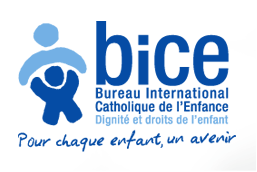 bice
Bureau International
Catholique de l'Enfance
Dignité et droits de l'enfant
Pour chaque enfant, un avenir